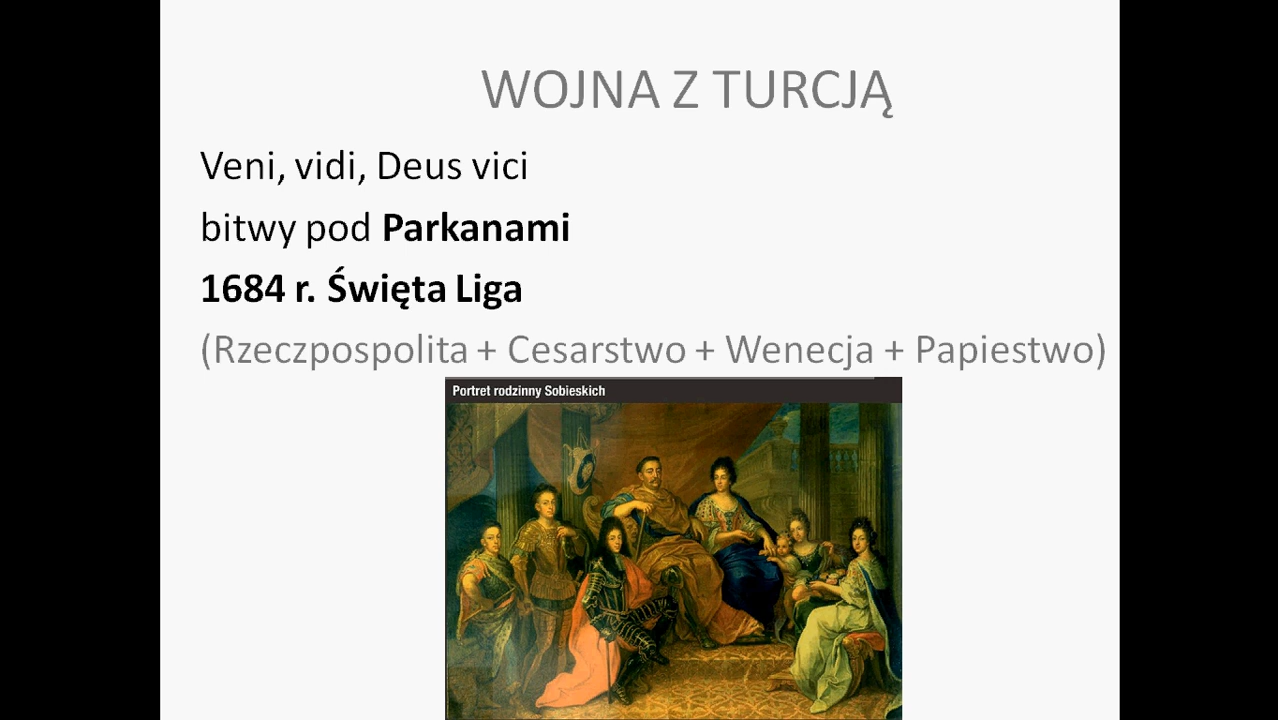 WOJNA Z TURCJĄ
Veni, vidi, Deus vici
bitwy pod Parkanami
1684 r. Święta Liga
(Rzeczpospolita + Cesarstwo + Wenecja + Papiestwo)
Portret rodzinny Sobieskich